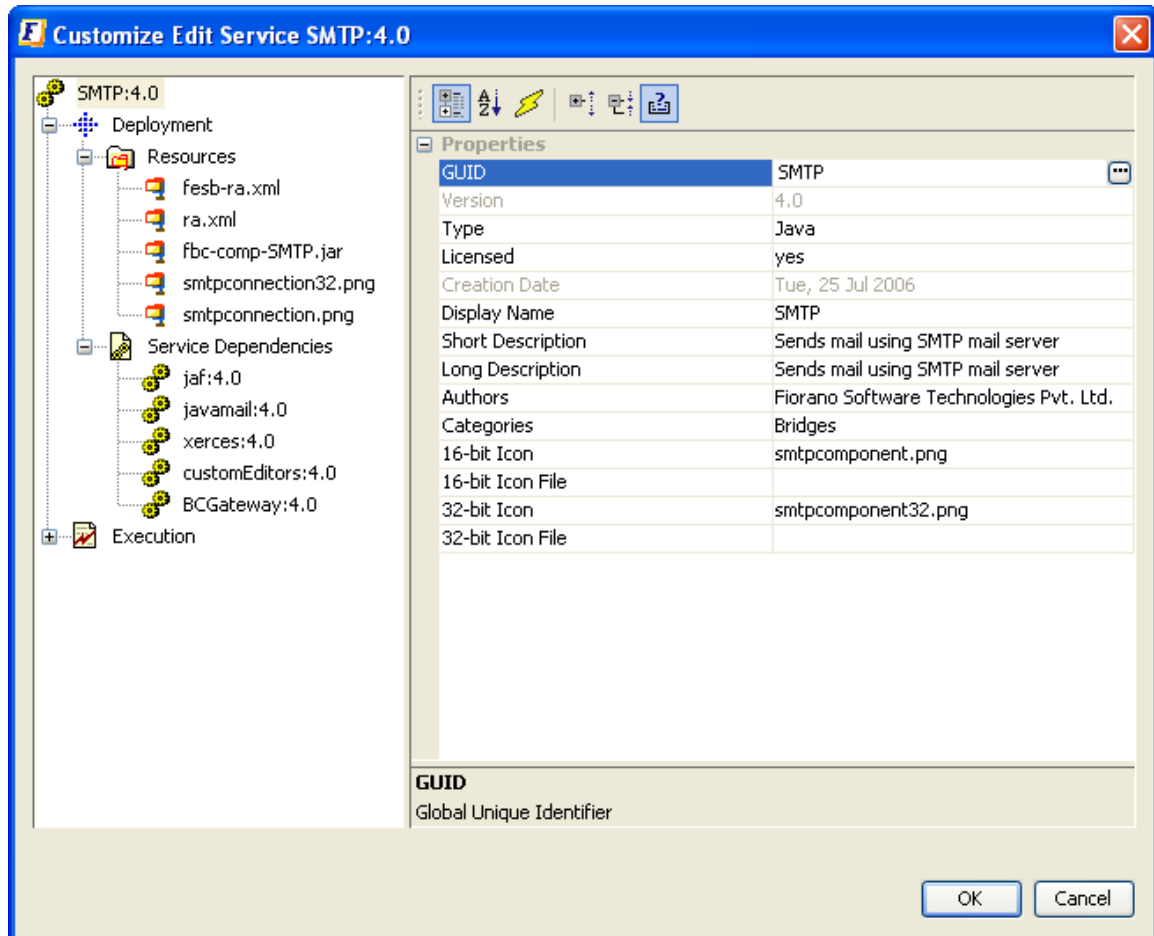 Customize Edit Service SMTP:4.0
SMTP:4.0
Deployment
Resources
fesb-ra.xml
ra.xml
fbc-comp-SMTP.jar
smtpconnection32.png
smtpconnection.png
Service Dependencies
jaf:4.0
javamail:4.0
xerces:4.0
customEditors:4.0
BCGateway:4.0
Execution
Properties
GUID SMTP
Version 4.0
Type Java
Licensed yes
Creation Date Tue, 25 Jul 2006
Display Name SMTP
Short Description Sends mail using SMTP mail server
Long Description Sends mail using SMTP mail server
Authors Fiorano Software Technologies Pvt. Ltd.
Categories Bridges
16-bit Icon smtpcomponent.png
16-bit Icon File
32-bit Icon smtpcomponent32.png
32-bit Icon File
GUID
Global Unique Identifier
OK Cancel